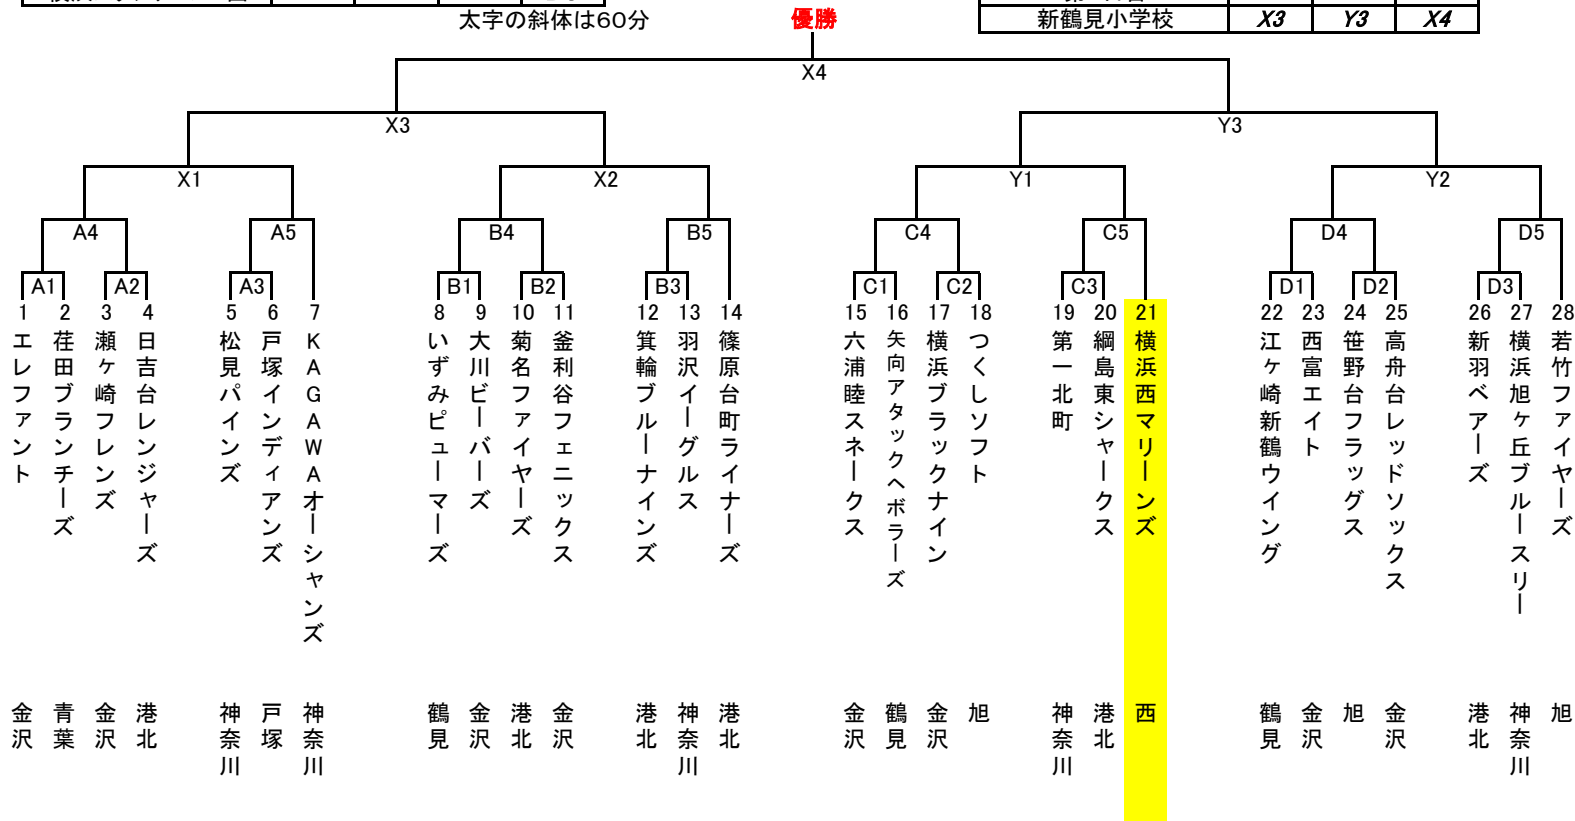 太字の斜体は60分
優勝
新鶴見小学校 X3 Y3 X4
X4
X3 Y3
X1 X2 Y1 Y2
A4 A5 B4 B5 C4 C5 D4 D5
A1 A2 A3 B1 B2 B3 C1 C2 C3 D1 D2 D3
1 エレファント 金沢
2 荏田ブランチーズ 青葉
3 瀬ヶ崎フレンズ 金沢
4 日吉台レンジャーズ 港北
5 松見パインズ 神奈川
6 戸塚インディアンズ 戸塚
7 KAGAWAオーシャンズ 神奈川
8 いずみピューマーズ 鶴見
9 大川ビーバーズ 金沢
10 菊名ファイヤーズ 港北
11 釜利谷フェニックス 金沢
12 箕輪ブルーナインズ 港北
13 羽沢イーグルス 神奈川
14 篠原台町ライナーズ 港北
15 六浦睦スネークス 金沢
16 矢向アタックヘボラーズ 鶴見
17 横浜ブラックナイン 金沢
18 つくしソフト 旭
19 第一北町 神奈川
20 綱島東シャークス 港北
21 横浜西マリーンズ 西
22 江ヶ崎新鶴ウイング 鶴見
23 西富エイト 金沢
24 笹野台フラッグス 旭
25 高舟台レッドソックス 金沢
26 新羽ベアーズ 港北
27 横浜旭ヶ丘ブルースリー 神奈川
28 若竹ファイヤーズ 旭